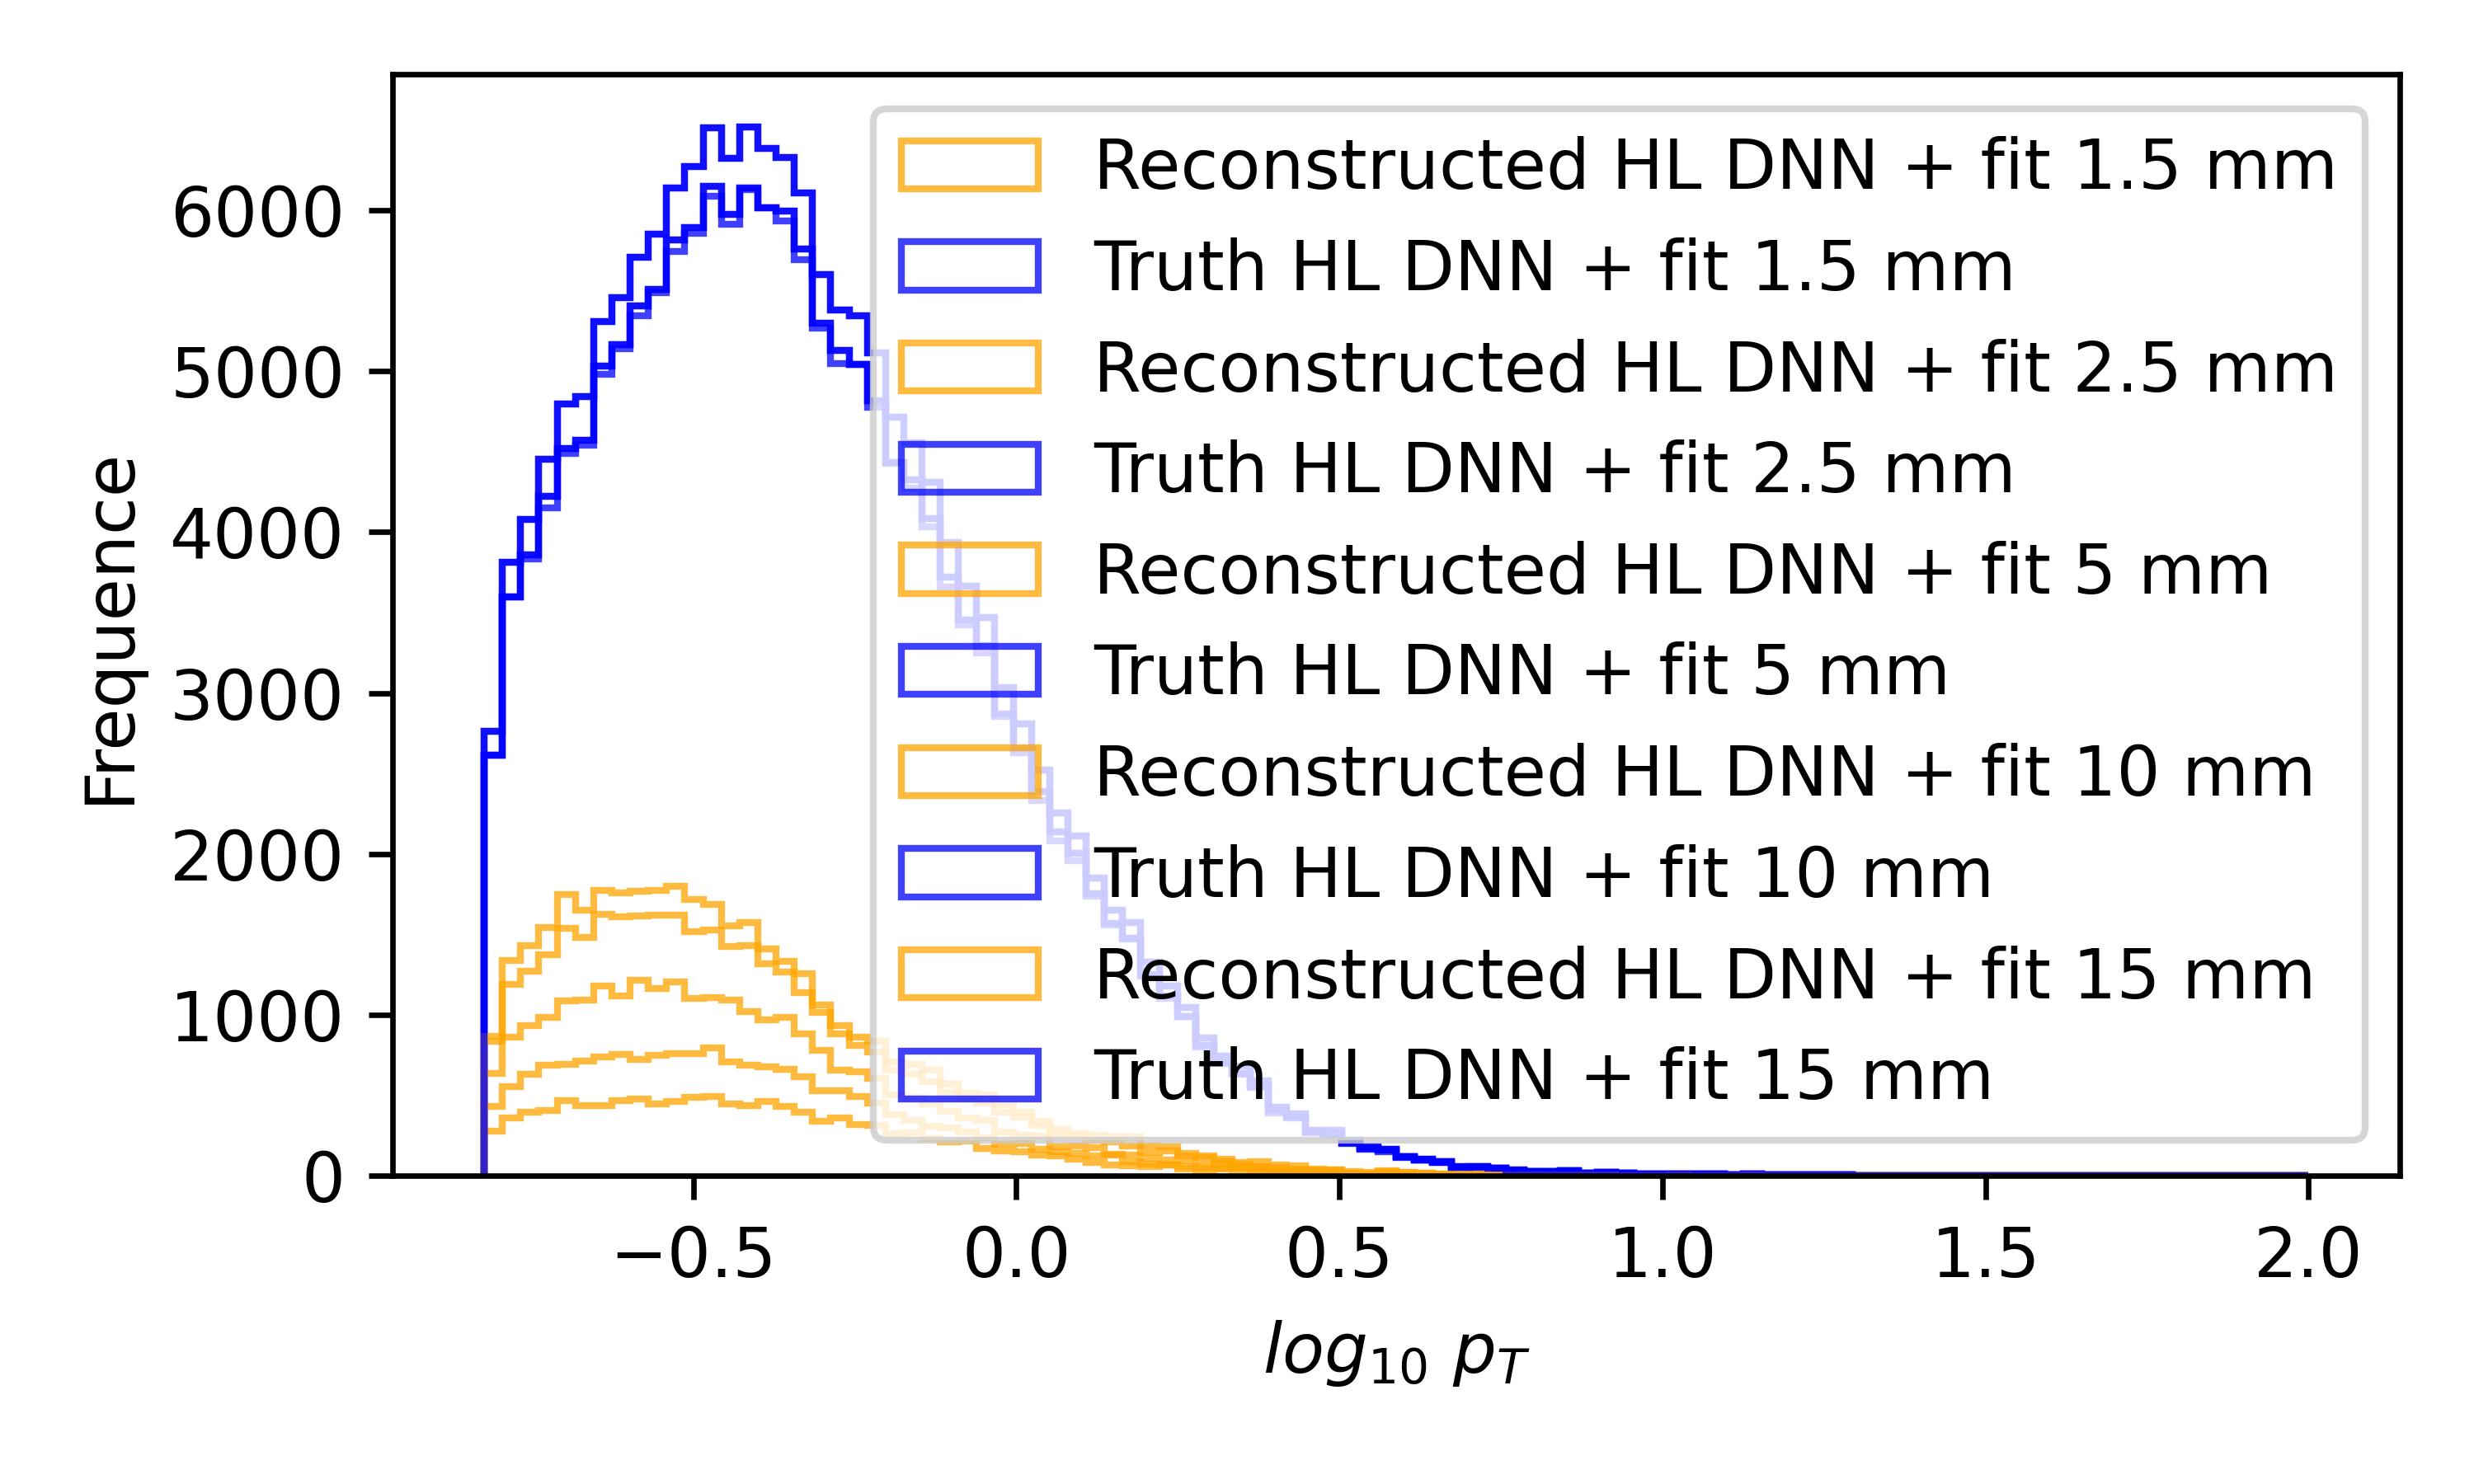 Reconstructed HL DNN + fit 1.5 mm
Truth HL DNN + fit 1.5 mm
Reconstructed HL DNN + fit 2.5 mm
Truth HL DNN + fit 2.5 mm
Reconstructed HL DNN + fit 5 mm
Truth HL DNN + fit 5 mm
Reconstructed HL DNN + fit 10 mm
Truth HL DNN + fit 10 mm
Reconstructed HL DNN + fit 15 mm
Truth HL DNN + fit 15 mm
Frequence
6000
5000
4000
3000
2000
1000
0
−0.5 0.0 0.5 1.0 1.5 2.0
log₁₀ p_T